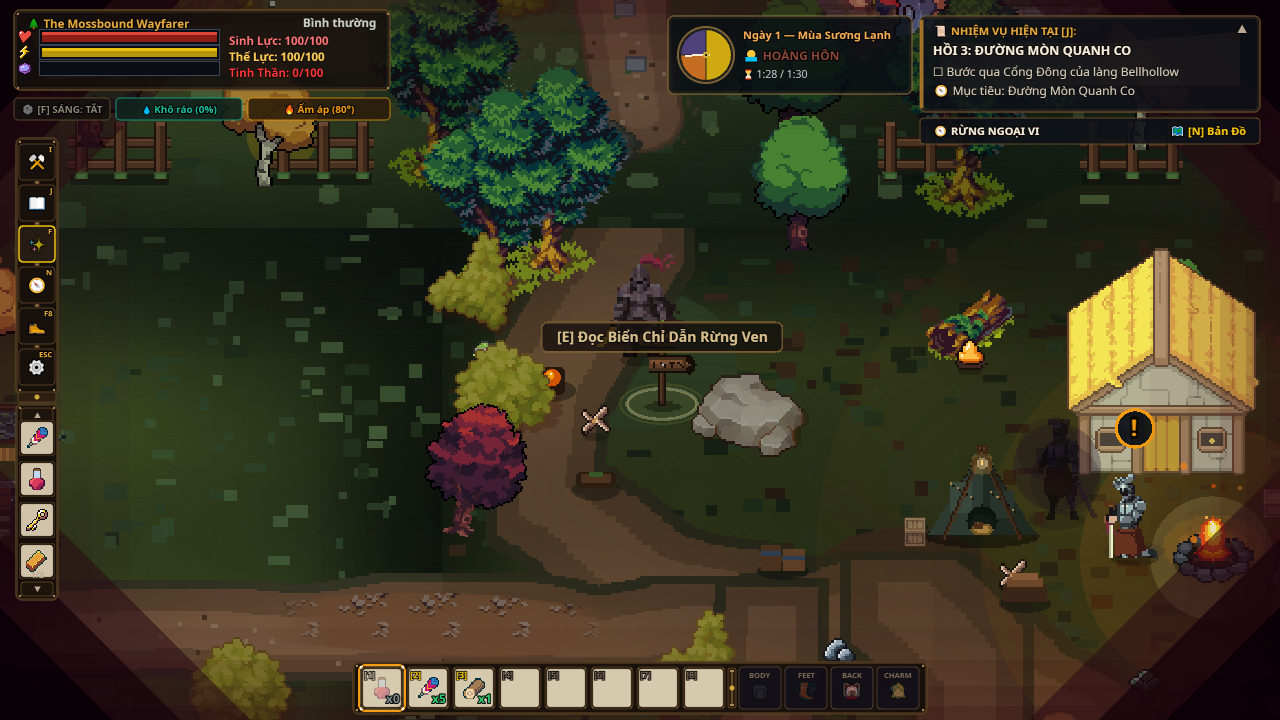 The Mossbound Wayfarer
Bình thường
Sinh Lực: 100/100
Thể Lực: 100/100
Tinh Thần: 0/100
[F] SÁNG: TẮT
Khô ráo (0%)
Ấm áp (80°)
Ngày 1 — Mùa Sương Lạnh
HOÀNG HÔN
1:28 / 1:30
NHIỆM VỤ HIỆN TẠI [J]:
HỒI 3: ĐƯỜNG MÒN QUANH CO
Bước qua Cổng Đông của làng Bellhollow
Mục tiêu: Đường Mòn Quanh Co
RỪNG NGOẠI VI
[N] Bản Đồ
I
J
F
N
F8
ESC
[E] Đọc Biển Chỉ Dẫn Rừng Ven
!
[1] x0
[2] x5
[3] x1
[4]
[5]
[6]
[7]
[8]
BODY
FEET
BACK
CHARM